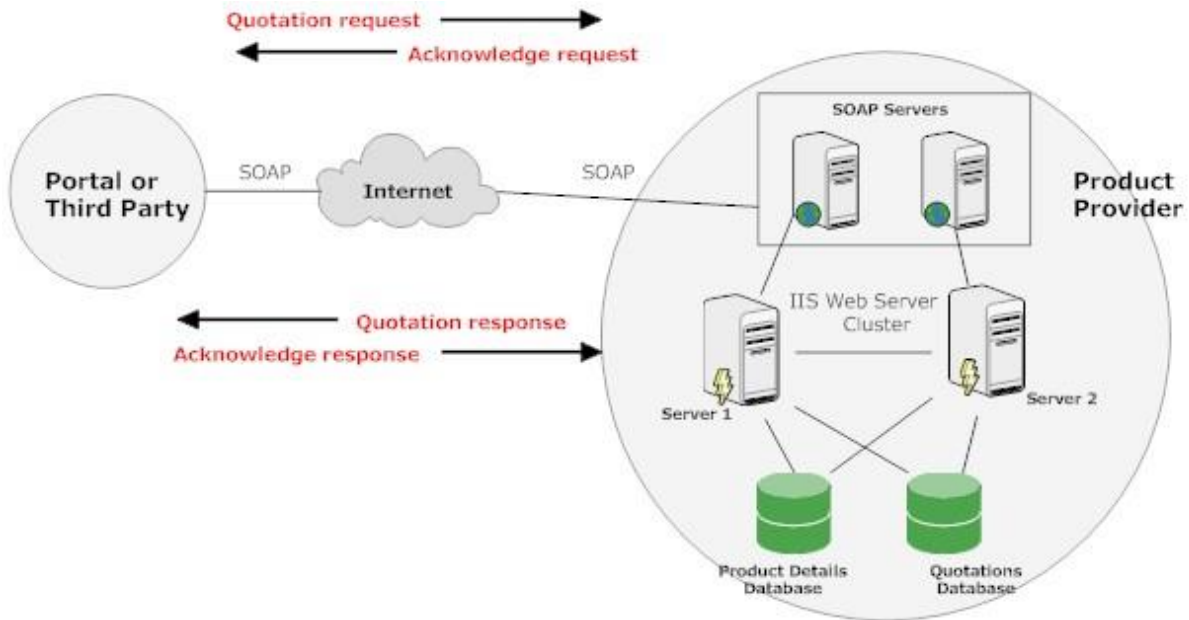 Quotation request
Acknowledge request
SOAP Servers
Portal or
Third Party
SOAP
Internet
SOAP
Product
Provider
IIS Web Server
Cluster
Quotation response
Acknowledge response
Server 1
Server 2
Product Details
Database
Quotations
Database